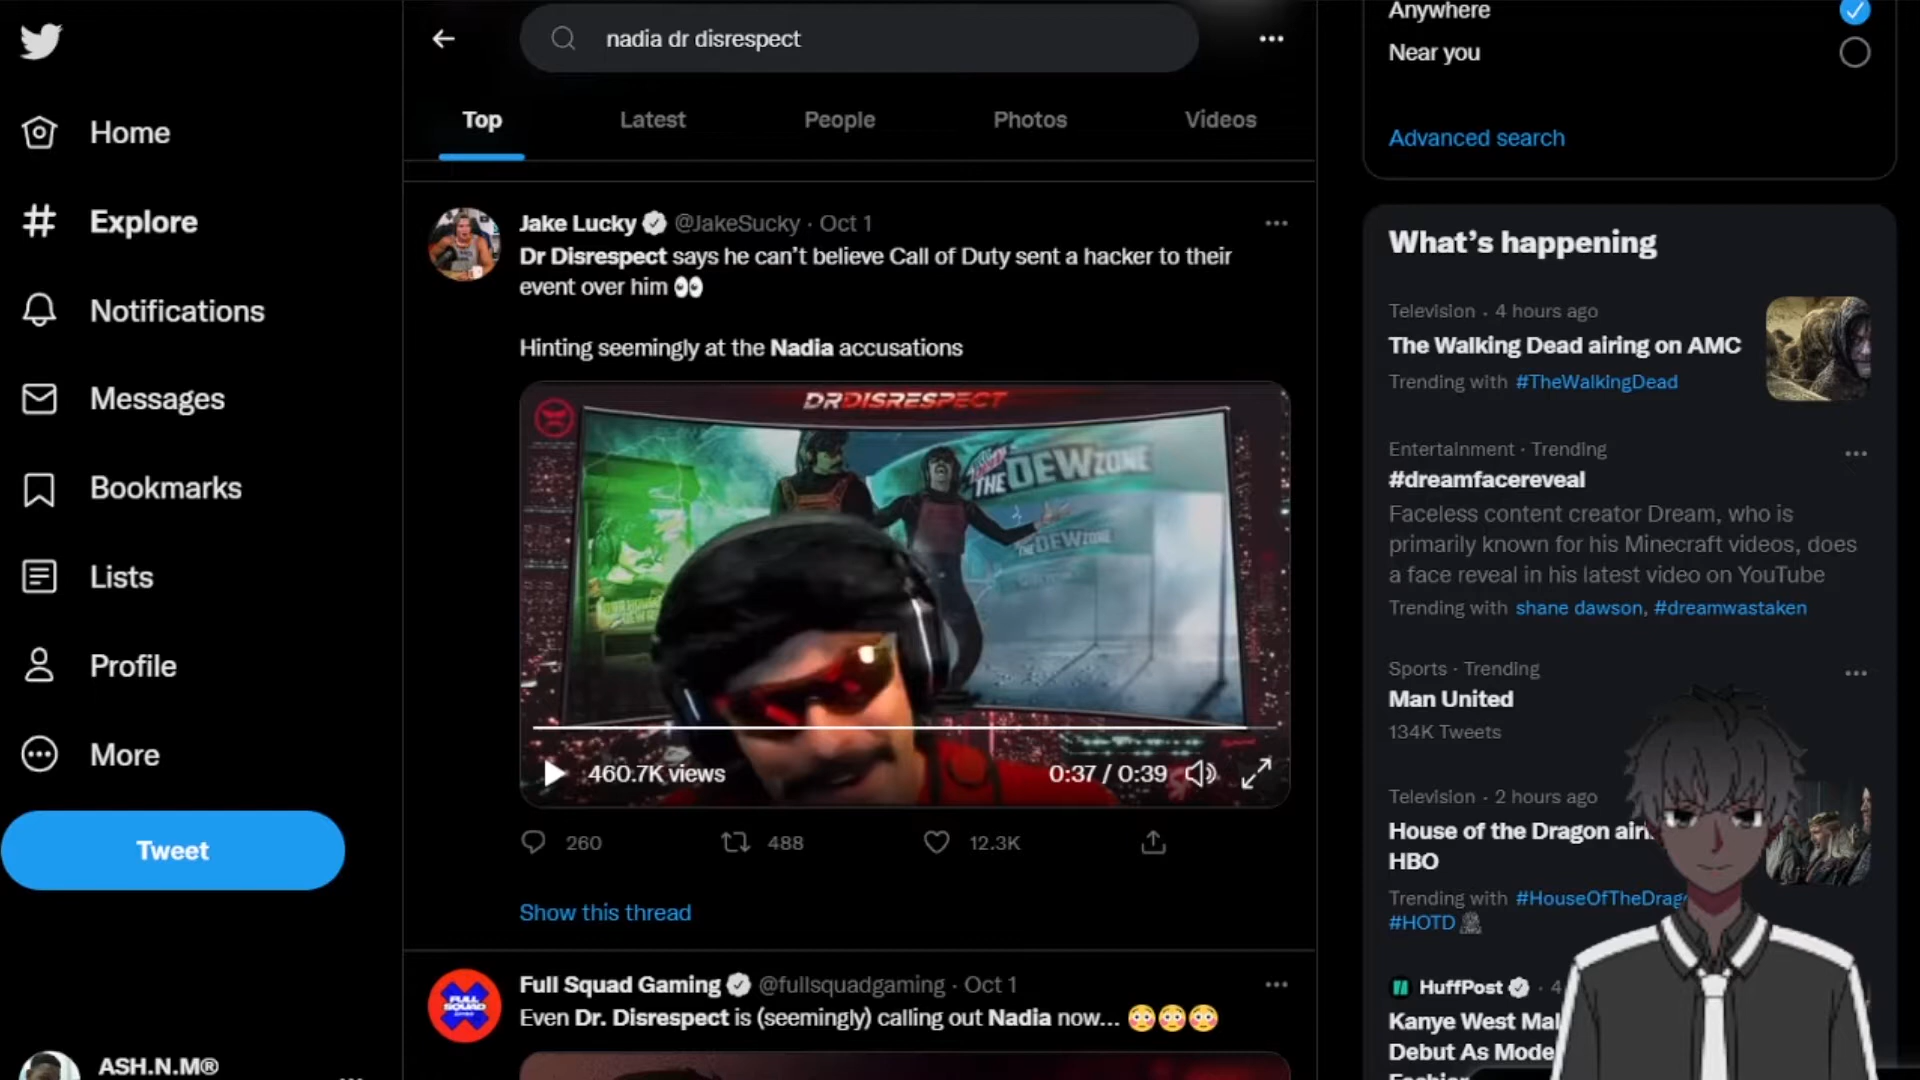 nadia dr disrespect
Home
Explore
Notifications
Messages
Bookmarks
Lists
Profile
More
Tweet
ASH.N.M®
Top
Latest
People
Photos
Videos
Jake Lucky @JakeSucky · Oct 1
Dr Disrespect says he can't believe Call of Duty sent a hacker to their
event over him 👀
Hinting seemingly at the Nadia accusations
DRDISRESPECT
THE DEW ZONE
THE DEW ZONE
460.7K views
0:37 / 0:39
260
488
12.3K
Show this thread
Full Squad Gaming @fullsquadgaming · Oct 1
FULL
SQUAD
Even Dr. Disrespect is (seemingly) calling out Nadia now... 😳😳😳
Anywhere
Near you
Advanced search
What's happening
Television · 4 hours ago
The Walking Dead airing on AMC
Trending with #TheWalkingDead
Entertainment · Trending
#dreamfacereveal
Faceless content creator Dream, who is
primarily known for his Minecraft videos, does
a face reveal in his latest video on YouTube
Trending with shane dawson, #dreamwastaken
Sports · Trending
Man United
134K Tweets
Television · 2 hours ago
House of the Dragon
HBO
Trending with #HouseOfTheDrag
#HOTD
HuffPost · 4
Kanye West
Debut As Mode